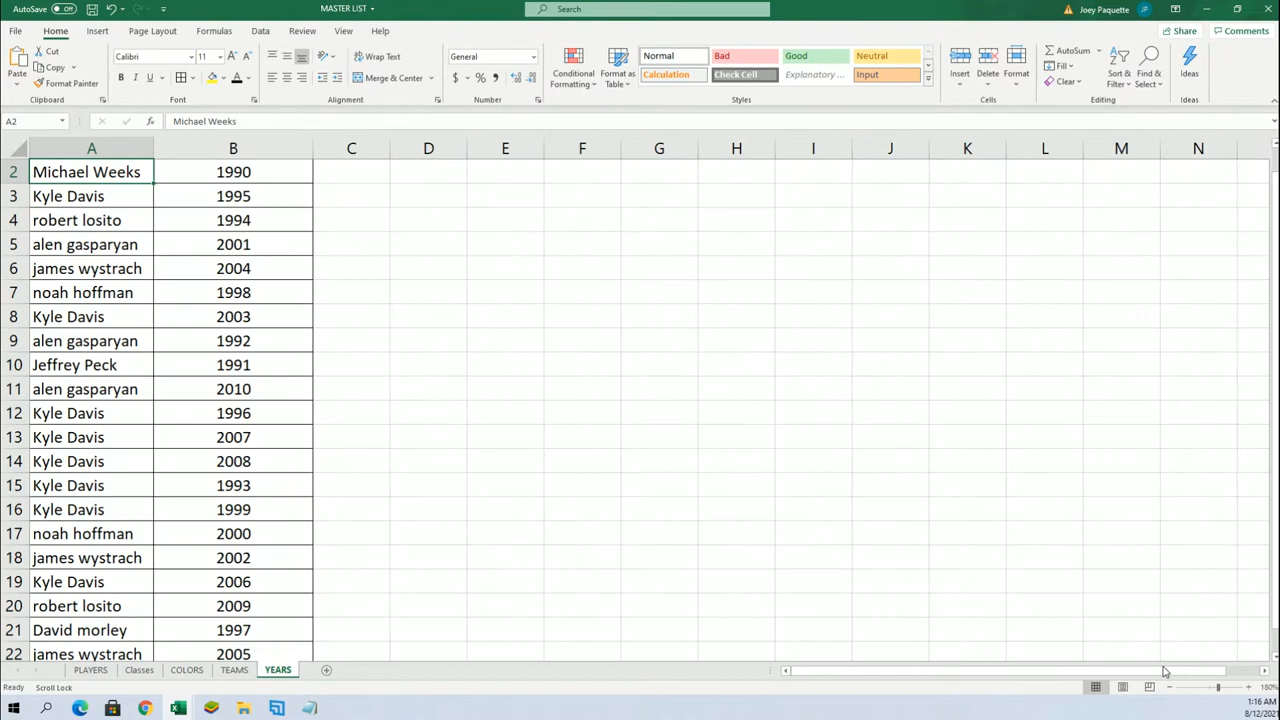 AutoSave Off MASTER LIST Search Joey Paquette JP
File Home Insert Page Layout Formulas Data Review View Help Share Comments
Paste Cut Copy Format Painter Clipboard
Calibri 11 A A B I U A Font
Wrap Text Merge & Center Alignment
General $ % Number
Conditional Formatting Format as Table
Normal Bad Good Neutral
Calculation Check Cell Explanatory ... Input
Styles
Insert Delete Format Cells
AutoSum Fill Clear Sort & Filter Find & Select Editing
Ideas Ideas
A2 fx Michael Weeks
A B C D E F G H I J K L M N
2 Michael Weeks 1990
3 Kyle Davis 1995
4 robert losito 1994
5 alen gasparyan 2001
6 james wystrach 2004
7 noah hoffman 1998
8 Kyle Davis 2003
9 alen gasparyan 1992
10 Jeffrey Peck 1991
11 alen gasparyan 2010
12 Kyle Davis 1996
13 Kyle Davis 2007
14 Kyle Davis 2008
15 Kyle Davis 1993
16 Kyle Davis 1999
17 noah hoffman 2000
18 james wystrach 2002
19 Kyle Davis 2006
20 robert losito 2009
21 David morley 1997
22 james wystrach 2005
PLAYERS Classes COLORS TEAMS YEARS
Ready Scroll Lock 180%
1:16 AM